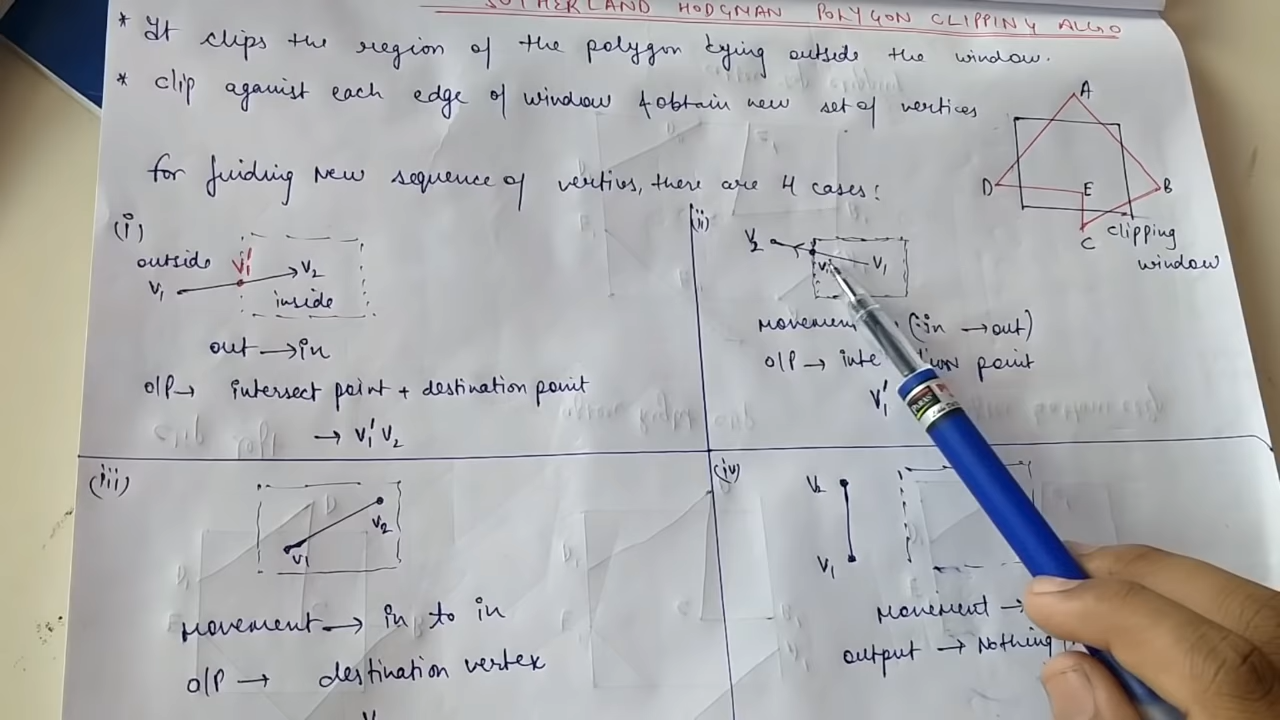 SUTHERLAND HODGMAN POLYGON CLIPPING ALGO
* It clips the region of the polygon lying outside the window.
* clip against each edge of window & obtain new set of vertices
for finding New sequence of vertives, there are 4 cases:
A
D
E
B
C
clipping
window
(i)
outside
V1'
V1
V2
inside
out → in
O/P → intersect point + destination point
→ V1' V2
(ii)
V2
V1
(in → out)
O/P → point
V1'
(iii)
V1
V2
Movement → in to in
O/P → destination vertex
(iv)
V2
V1
Movement →
output → Nothing